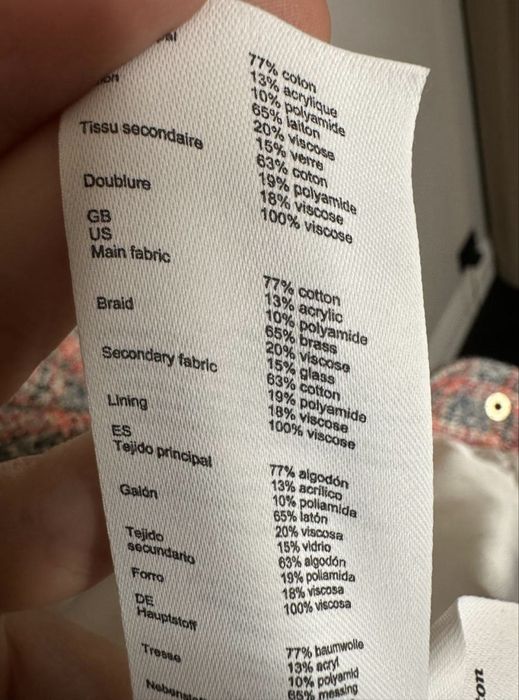 77% coton
13% acrylique
10% polyamide
65% laiton
20% viscose
15% verre
Tissu secondaire 63% coton
19% polyamide
18% viscose
Doublure 100% viscose
GB
US
Main fabric 77% cotton
13% acrylic
10% polyamide
Braid 65% brass
20% viscose
15% glass
Secondary fabric 63% cotton
19% polyamide
18% viscose
Lining 100% viscose
ES
Tejido principal 77% algodón
13% acrílico
10% poliamida
Galón 65% latón
20% viscosa
15% vidrio
Tejido 63% algodón
secundario 19% poliamida
18% viscosa
Forro 100% viscosa
DE
Hauptstoff 77% baumwolle
13% acryl
10% polyamid
Tresse 65% messing